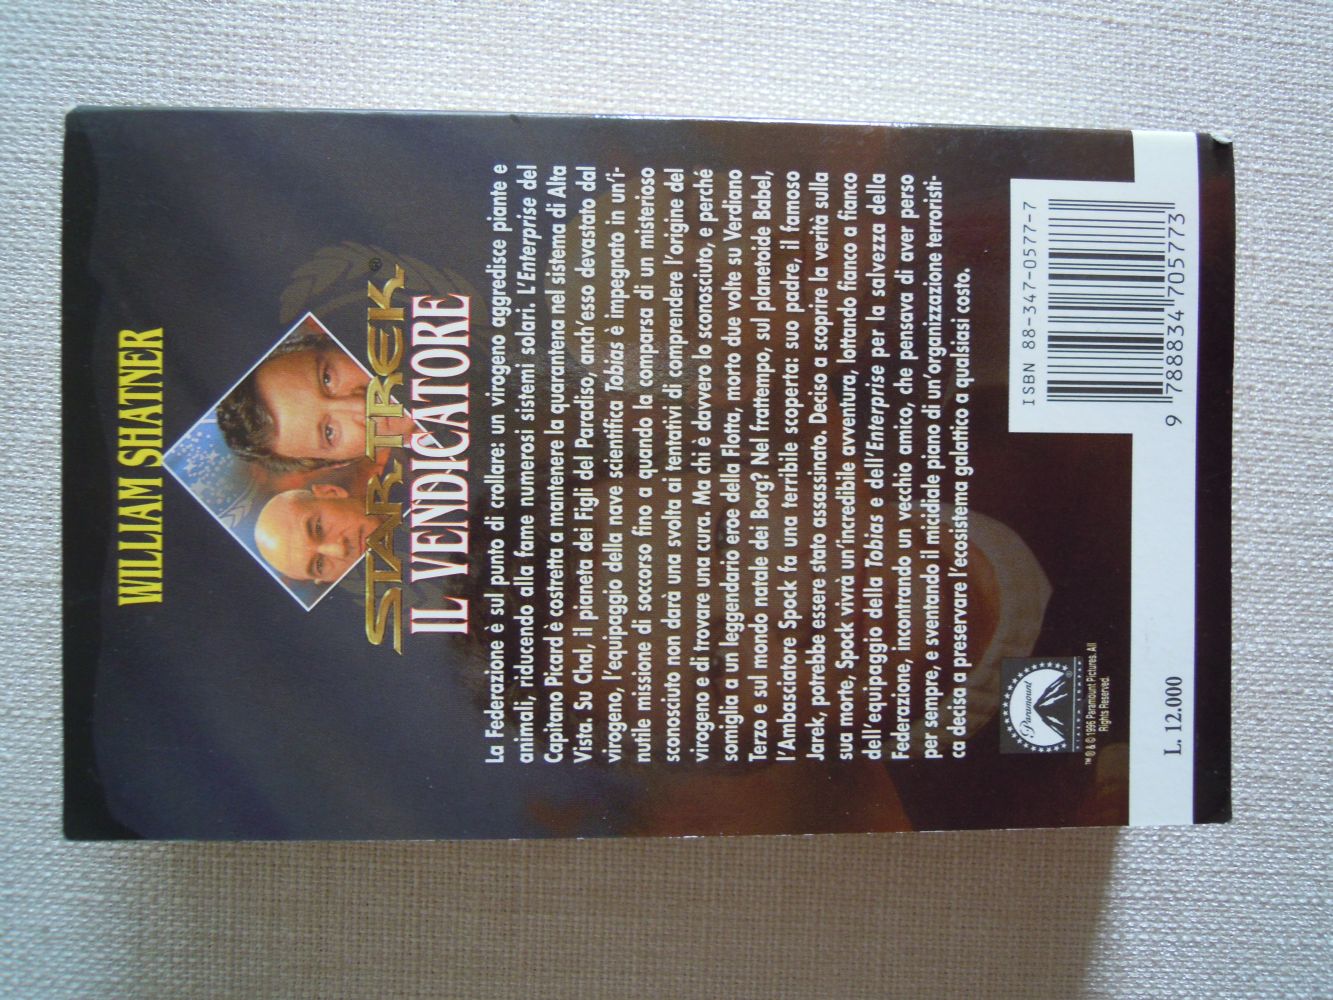 WILLIAM SHATNER
STAR TREK®
IL VENDICATORE
La Federazione è sul punto di crollare: un virogeno aggredisce piante e
animali, riducendo alla fame numerosi sistemi solari. L'Enterprise del
Capitano Picard è costretta a mantenere la quarantena nel sistema di Alta
Vista. Su Chal, il pianeta dei Figli del Paradiso, anch'esso devastato dal
virogeno, l'equipaggio della nave scientifica Tobias è impegnato in un'i-
nutile missione di soccorso fino a quando la comparsa di un misterioso
sconosciuto non darà una svolta ai tentativi di comprendere l'origine del
virogeno e di trovare una cura. Ma chi è davvero lo sconosciuto, e perché
somiglia a un leggendario eroe della Flotta, morto due volte su Verdiano
Terzo e sul mondo natale dei Borg? Nel frattempo, sul planetoide Babel,
l'Ambasciatore Spock fa una terribile scoperta: suo padre, il famoso
Jarek, potrebbe essere stato assassinato. Deciso a scoprire la verità sulla
sua morte, Spock vivrà un'incredibile avventura, lottando fianco a fianco
dell'equipaggio della Tobias e dell'Enterprise per la salvezza della
Federazione, incontrando un vecchio amico, che pensava di aver perso
per sempre, e sventando il micidiale piano di un'organizzazione terroristi-
ca decisa a preservare l'ecosistema galattico a qualsiasi costo.
Paramount
™ ® & © 1996 Paramount Pictures. All
Rights Reserved.
ISBN 88-347-0577-7
9 788834 705773
L. 12.000